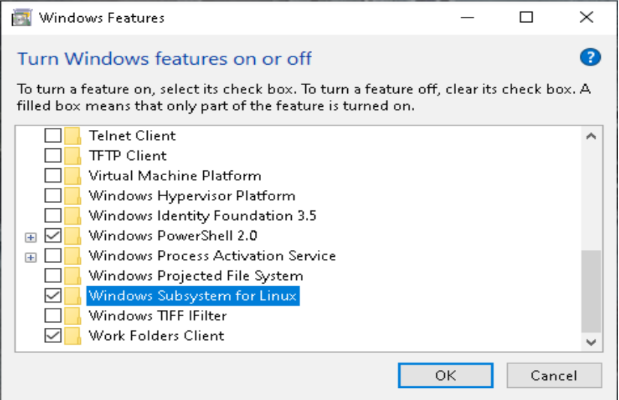 Windows Features
Turn Windows features on or off
To turn a feature on, select its check box. To turn a feature off, clear its check box. A
filled box means that only part of the feature is turned on.
Telnet Client
TFTP Client
Virtual Machine Platform
Windows Hypervisor Platform
Windows Identity Foundation 3.5
Windows PowerShell 2.0
Windows Process Activation Service
Windows Projected File System
Windows Subsystem for Linux
Windows TIFF IFilter
Work Folders Client
OK Cancel